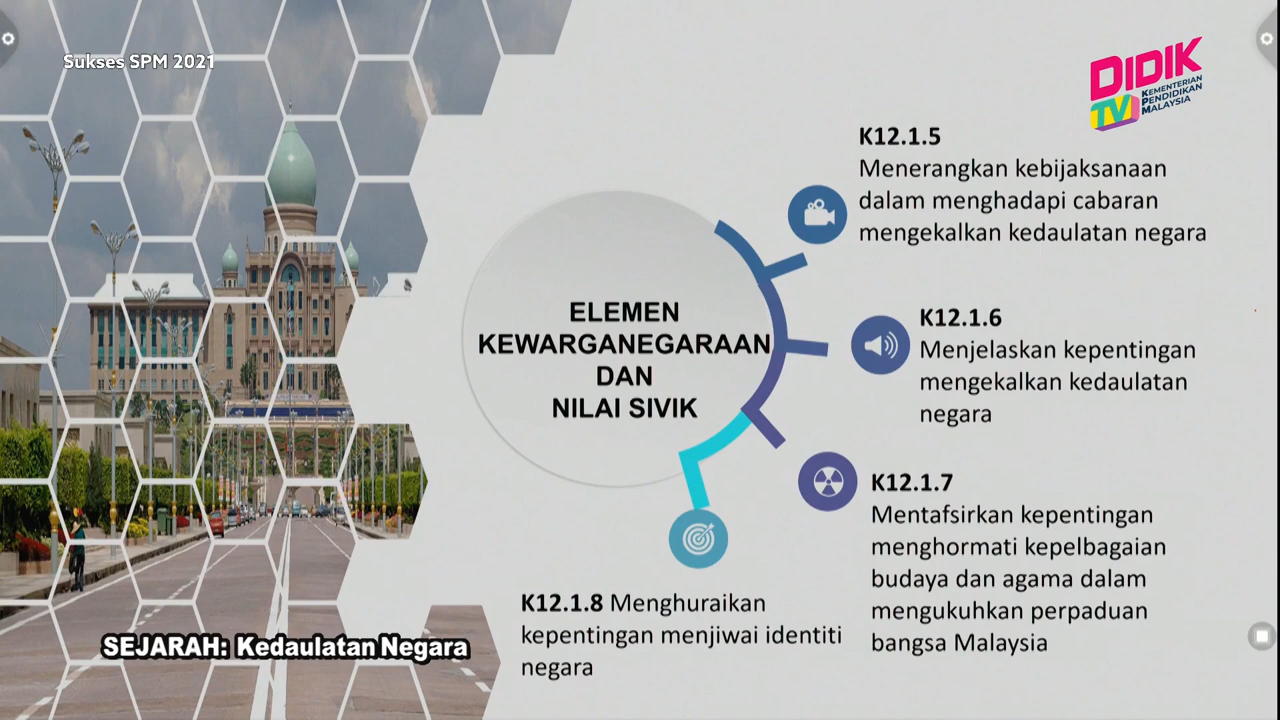 Sukses SPM 2021
DIDIK
TV
KEMENTERIAN
PENDIDIKAN
MALAYSIA
K12.1.5
Menerangkan kebijaksanaan
dalam menghadapi cabaran
mengekalkan kedaulatan negara
ELEMEN
KEWARGANEGARAAN
DAN
NILAI SIVIK
K12.1.6
Menjelaskan kepentingan
mengekalkan kedaulatan
negara
K12.1.7
Mentafsirkan kepentingan
menghormati kepelbagaian
budaya dan agama dalam
mengukuhkan perpaduan
bangsa Malaysia
K12.1.8 Menghuraikan
kepentingan menjiwai identiti
negara
SEJARAH: Kedaulatan Negara